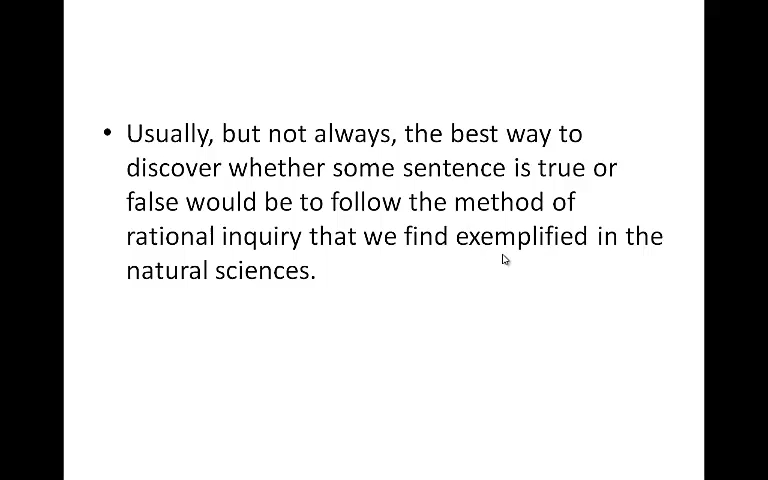 • Usually, but not always, the best way to
discover whether some sentence is true or
false would be to follow the method of
rational inquiry that we find exemplified in the
natural sciences.